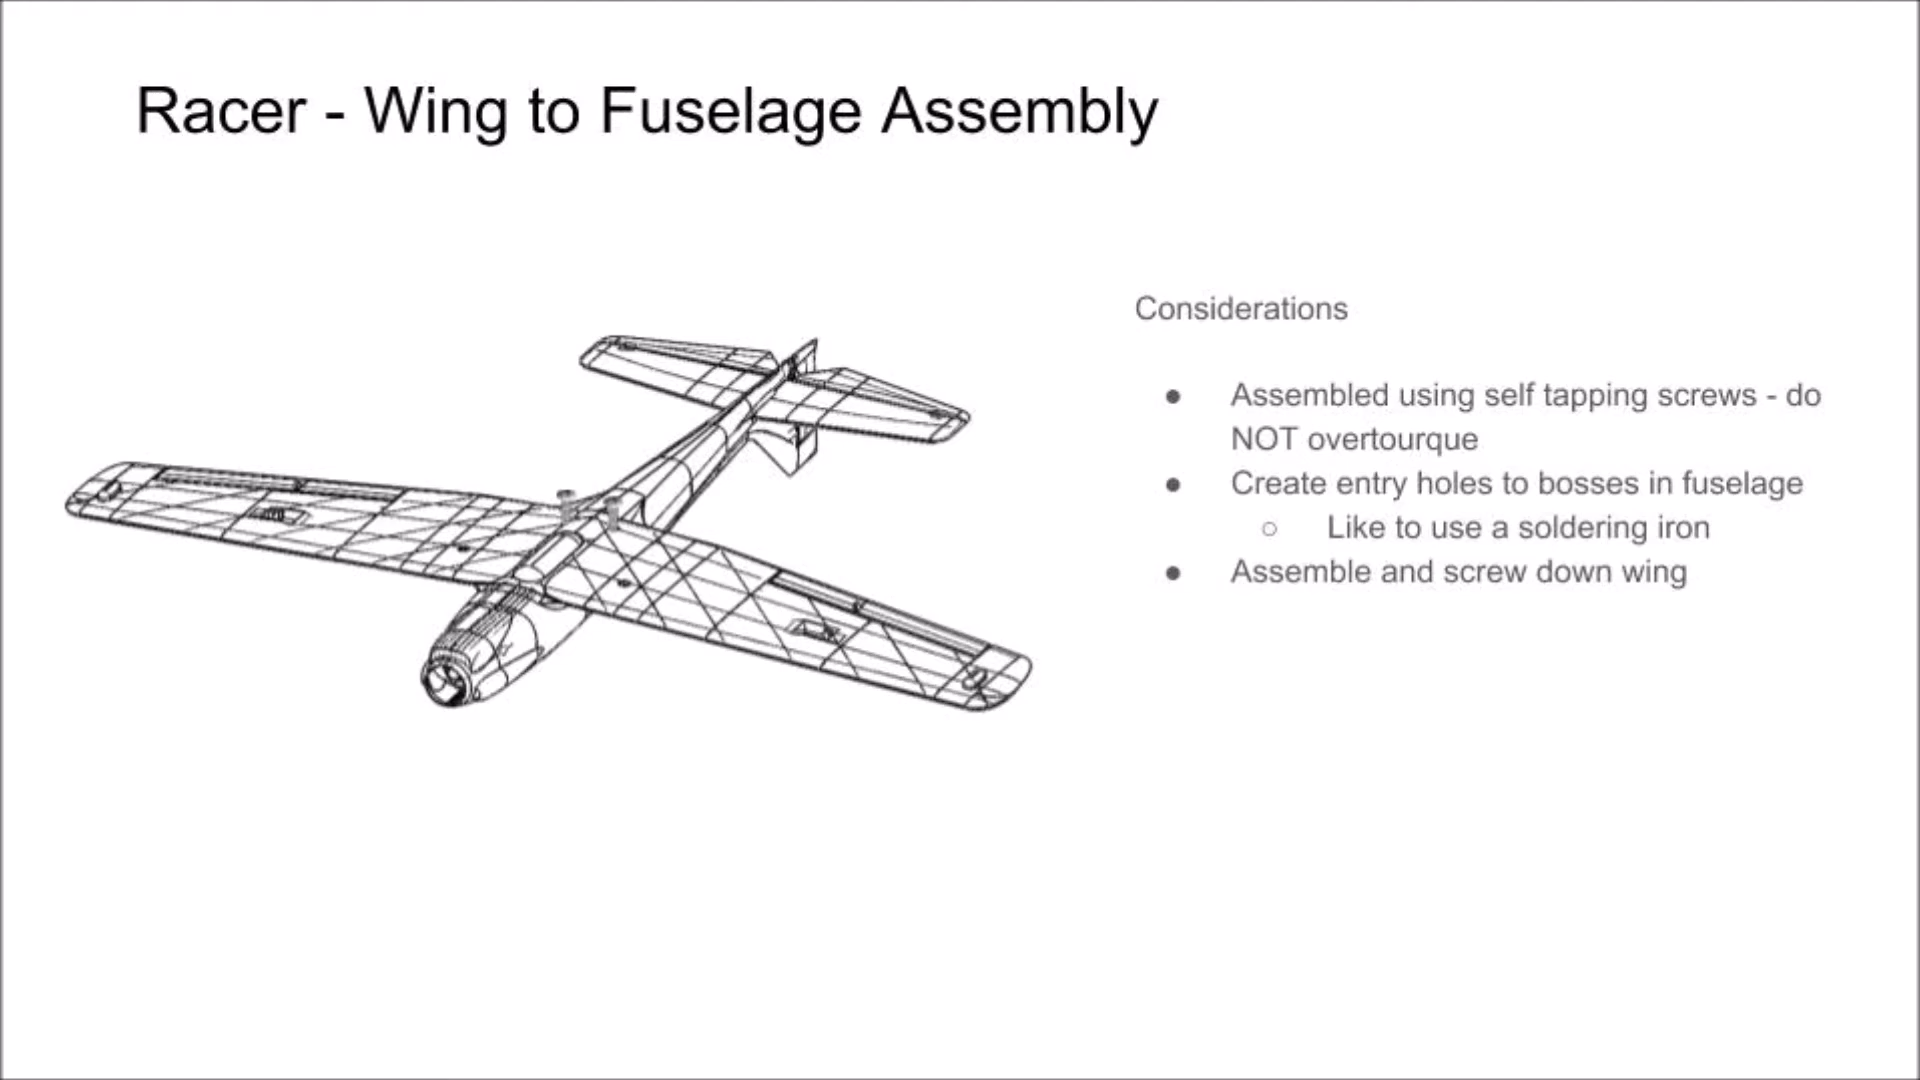 Racer - Wing to Fuselage Assembly
Considerations
● Assembled using self tapping screws - do
NOT overtourque
● Create entry holes to bosses in fuselage
○ Like to use a soldering iron
● Assemble and screw down wing